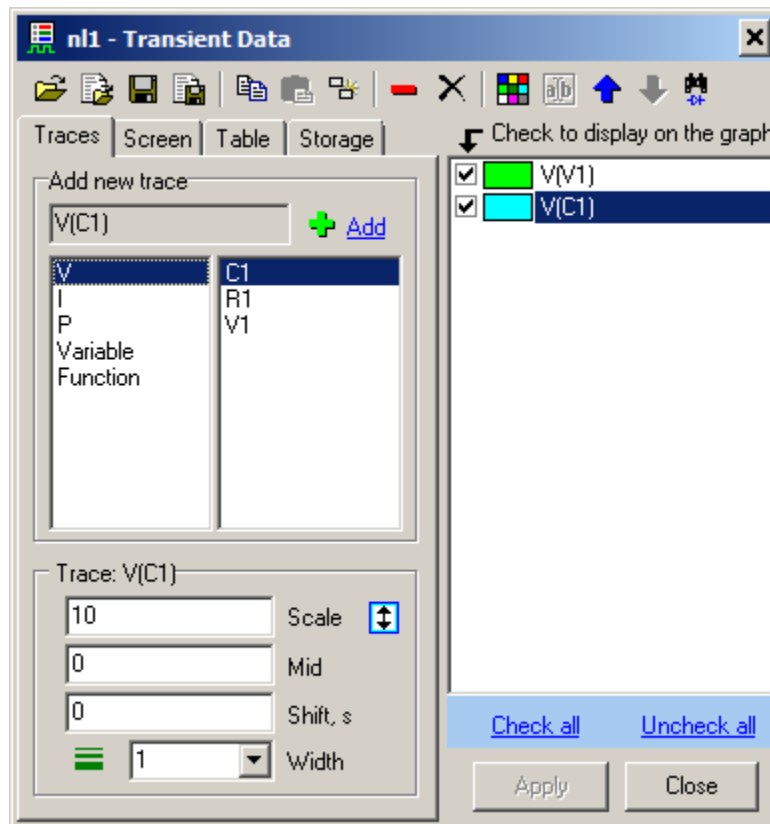 nl1 - Transient Data
Traces
Screen
Table
Storage
Check to display on the graph
Add new trace
V(C1)
Add
V
I
P
Variable
Function
C1
R1
V1
V(V1)
V(C1)
Trace: V(C1)
10
Scale
0
Mid
0
Shift, s
1
Width
Check all
Uncheck all
Apply
Close